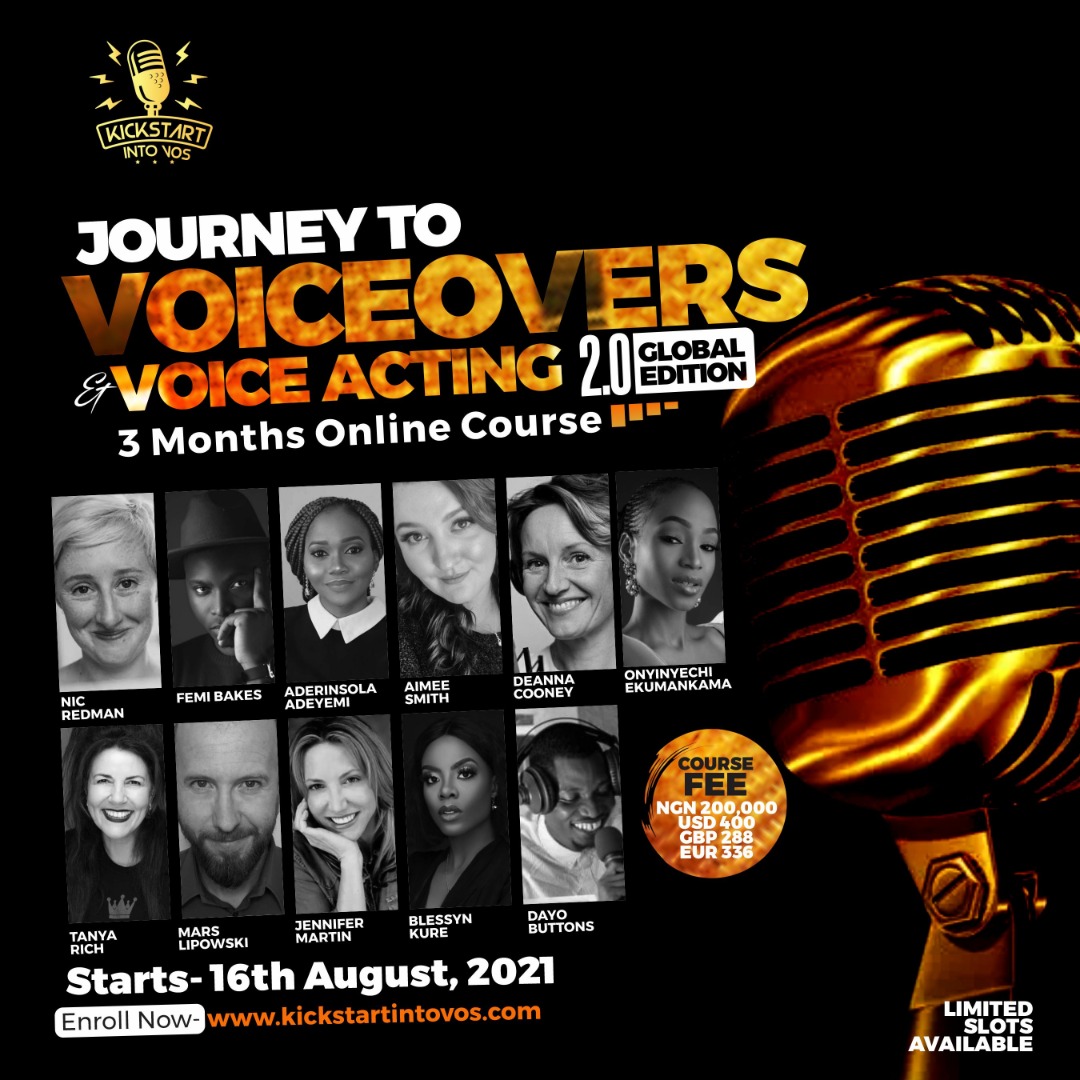 KICKSTART
INTO VOS
JOURNEY TO
VOICEOVERS
& VOICE ACTING 2.0 GLOBAL
EDITION
3 Months Online Course
NIC
REDMAN
FEMI BAKES
ADERINSOLA
ADEYEMI
AIMEE
SMITH
DEANNA
COONEY
ONYINYECHI
EKUMANKAMA
TANYA
RICH
MARS
LIPOWSKI
JENNIFER
MARTIN
BLESSYN
KURE
DAYO
BUTTONS
COURSE
FEE
NGN 200,000
USD 400
GBP 288
EUR 336
Starts- 16th August, 2021
Enroll Now- www.kickstartintovos.com
LIMITED
SLOTS
AVAILABLE